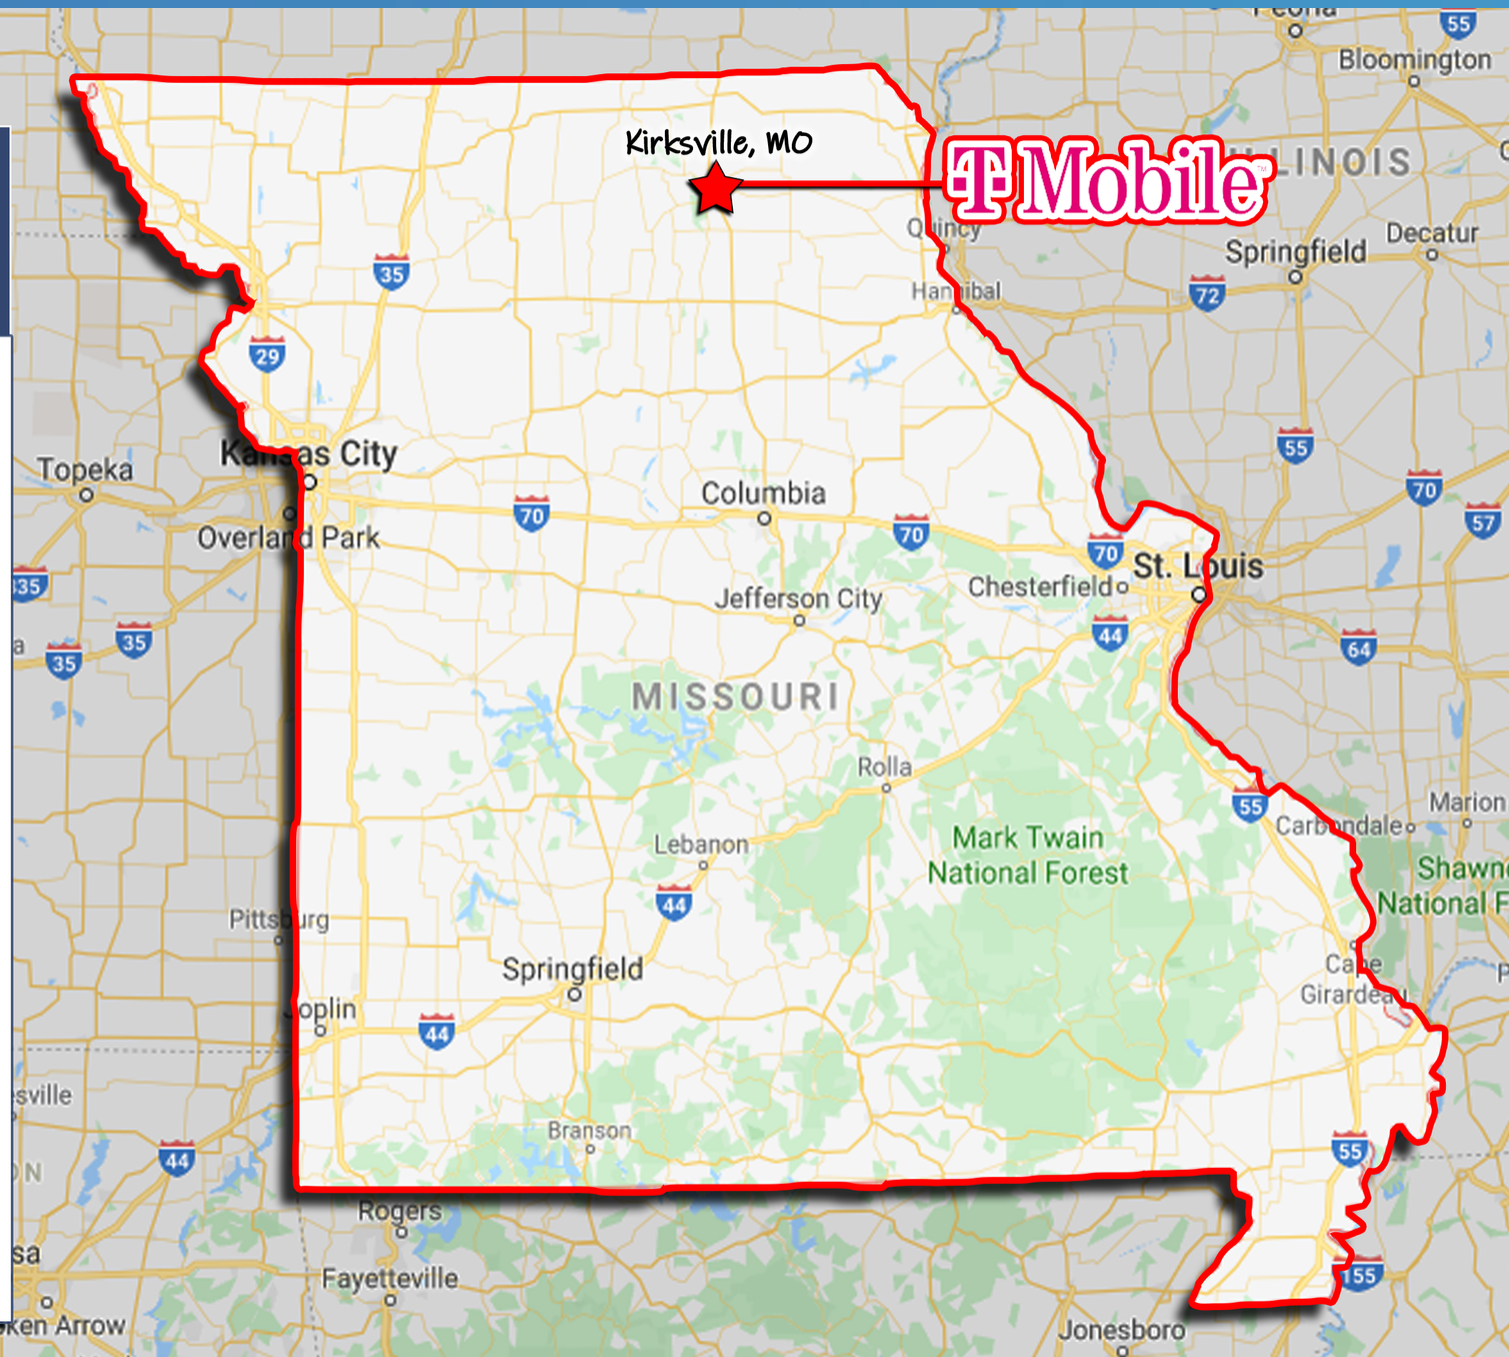 Peoria
55
Bloomington
Kirksville, MO
T Mobile
ILLINOIS
Quincy
Springfield
Decatur
35
Hannibal
72
29
Kansas City
55
Topeka
Columbia
70
70
70
57
Overland Park
70
St. Louis
335
Chesterfield
Jefferson City
44
35
64
35
MISSOURI
Rolla
55
Marion
Carbondale
Mark Twain
National Forest
Lebanon
Shawn
National F
44
Pittsburg
Springfield
Cape
Girardeau
Joplin
44
sville
Branson
55
44
ON
Rogers
sa
155
Fayetteville
ken Arrow
Jonesboro